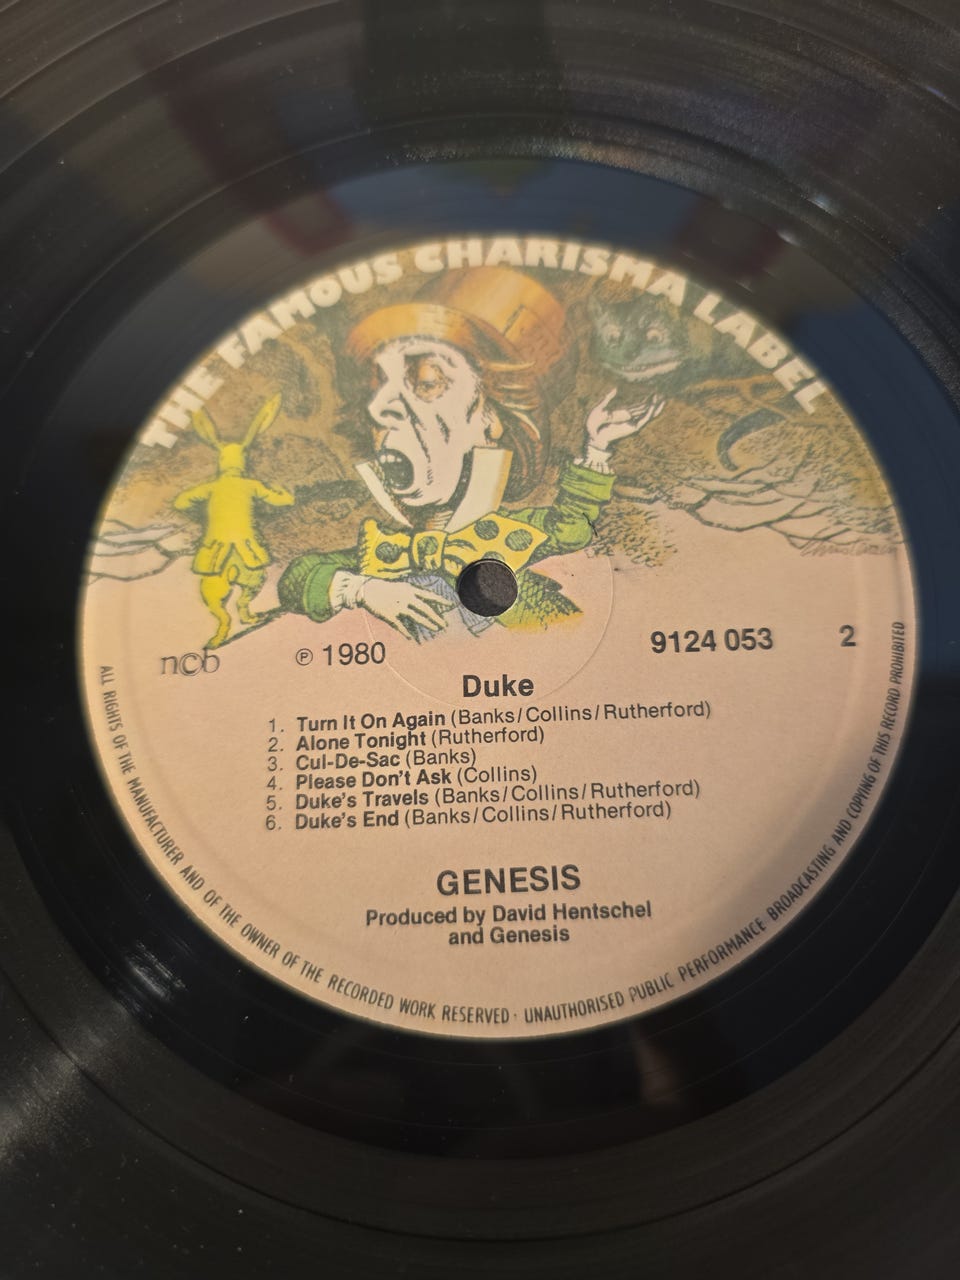 THE FAMOUS CHARISMA LABEL
ncb
℗ 1980
9124 053
2
Duke
1. Turn It On Again (Banks/Collins/Rutherford)
2. Alone Tonight (Rutherford)
3. Cul-De-Sac (Banks)
4. Please Don't Ask (Collins)
5. Duke's Travels (Banks/Collins/Rutherford)
6. Duke's End (Banks/Collins/Rutherford)
GENESIS
Produced by David Hentschel
and Genesis
ALL RIGHTS OF THE MANUFACTURER AND OF THE OWNER OF THE RECORDED WORK RESERVED · UNAUTHORISED PUBLIC PERFORMANCE BROADCASTING AND COPYING OF THIS RECORD PROHIBITED